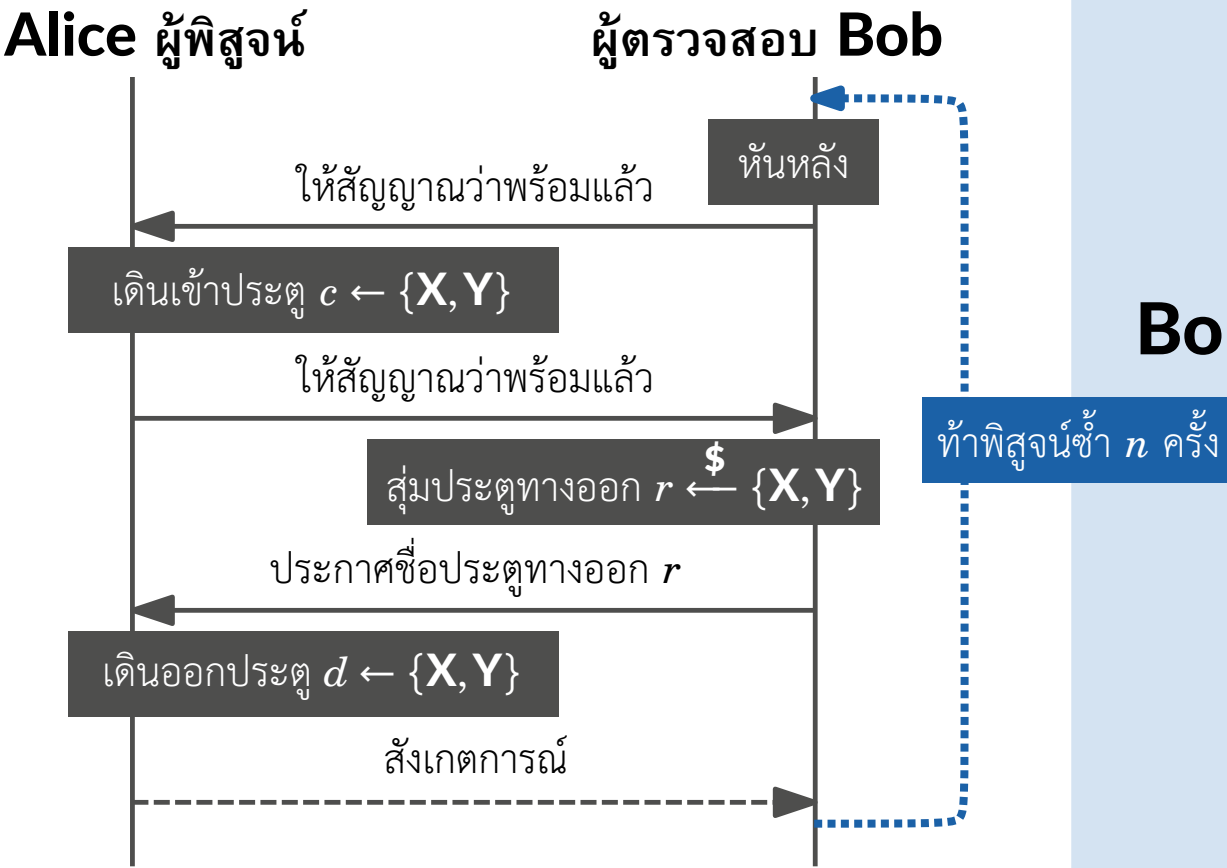 Alice ผู้พิสูจน์
ผู้ตรวจสอบ Bob
หันหลัง
ให้สัญญาณว่าพร้อมแล้ว
เดินเข้าประตู c ← {X, Y}
Bo
ให้สัญญาณว่าพร้อมแล้ว
ท้าพิสูจน์ซ้ำ n ครั้ง
สุ่มประตูทางออก r ←$ {X, Y}
ประกาศชื่อประตูทางออก r
เดินออกประตู d ← {X, Y}
สังเกตการณ์